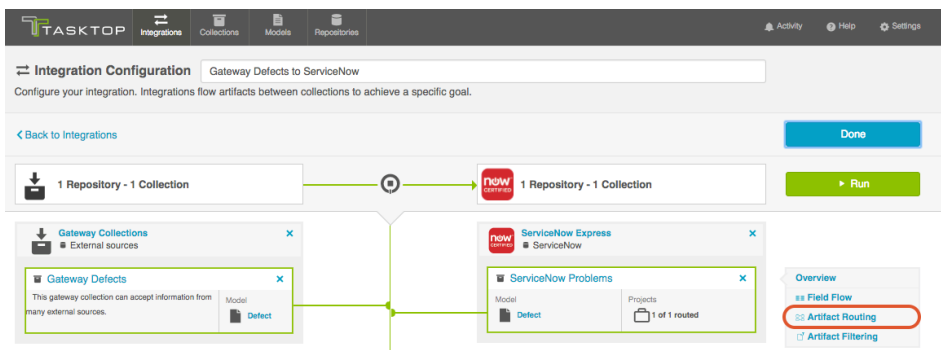 TASKTOP
Integrations
Collections
Models
Repositories
Activity
Help
Settings
Integration Configuration
Gateway Defects to ServiceNow
Configure your integration. Integrations flow artifacts between collections to achieve a specific goal.
Back to Integrations
Done
1 Repository - 1 Collection
now
CERTIFIED
1 Repository - 1 Collection
Run
Gateway Collections
External sources
Gateway Defects
This gateway collection can accept information from
many external sources.
Model
Defect
now
CERTIFIED
ServiceNow Express
ServiceNow
ServiceNow Problems
Model
Defect
Projects
1 of 1 routed
Overview
Field Flow
Artifact Routing
Artifact Filtering